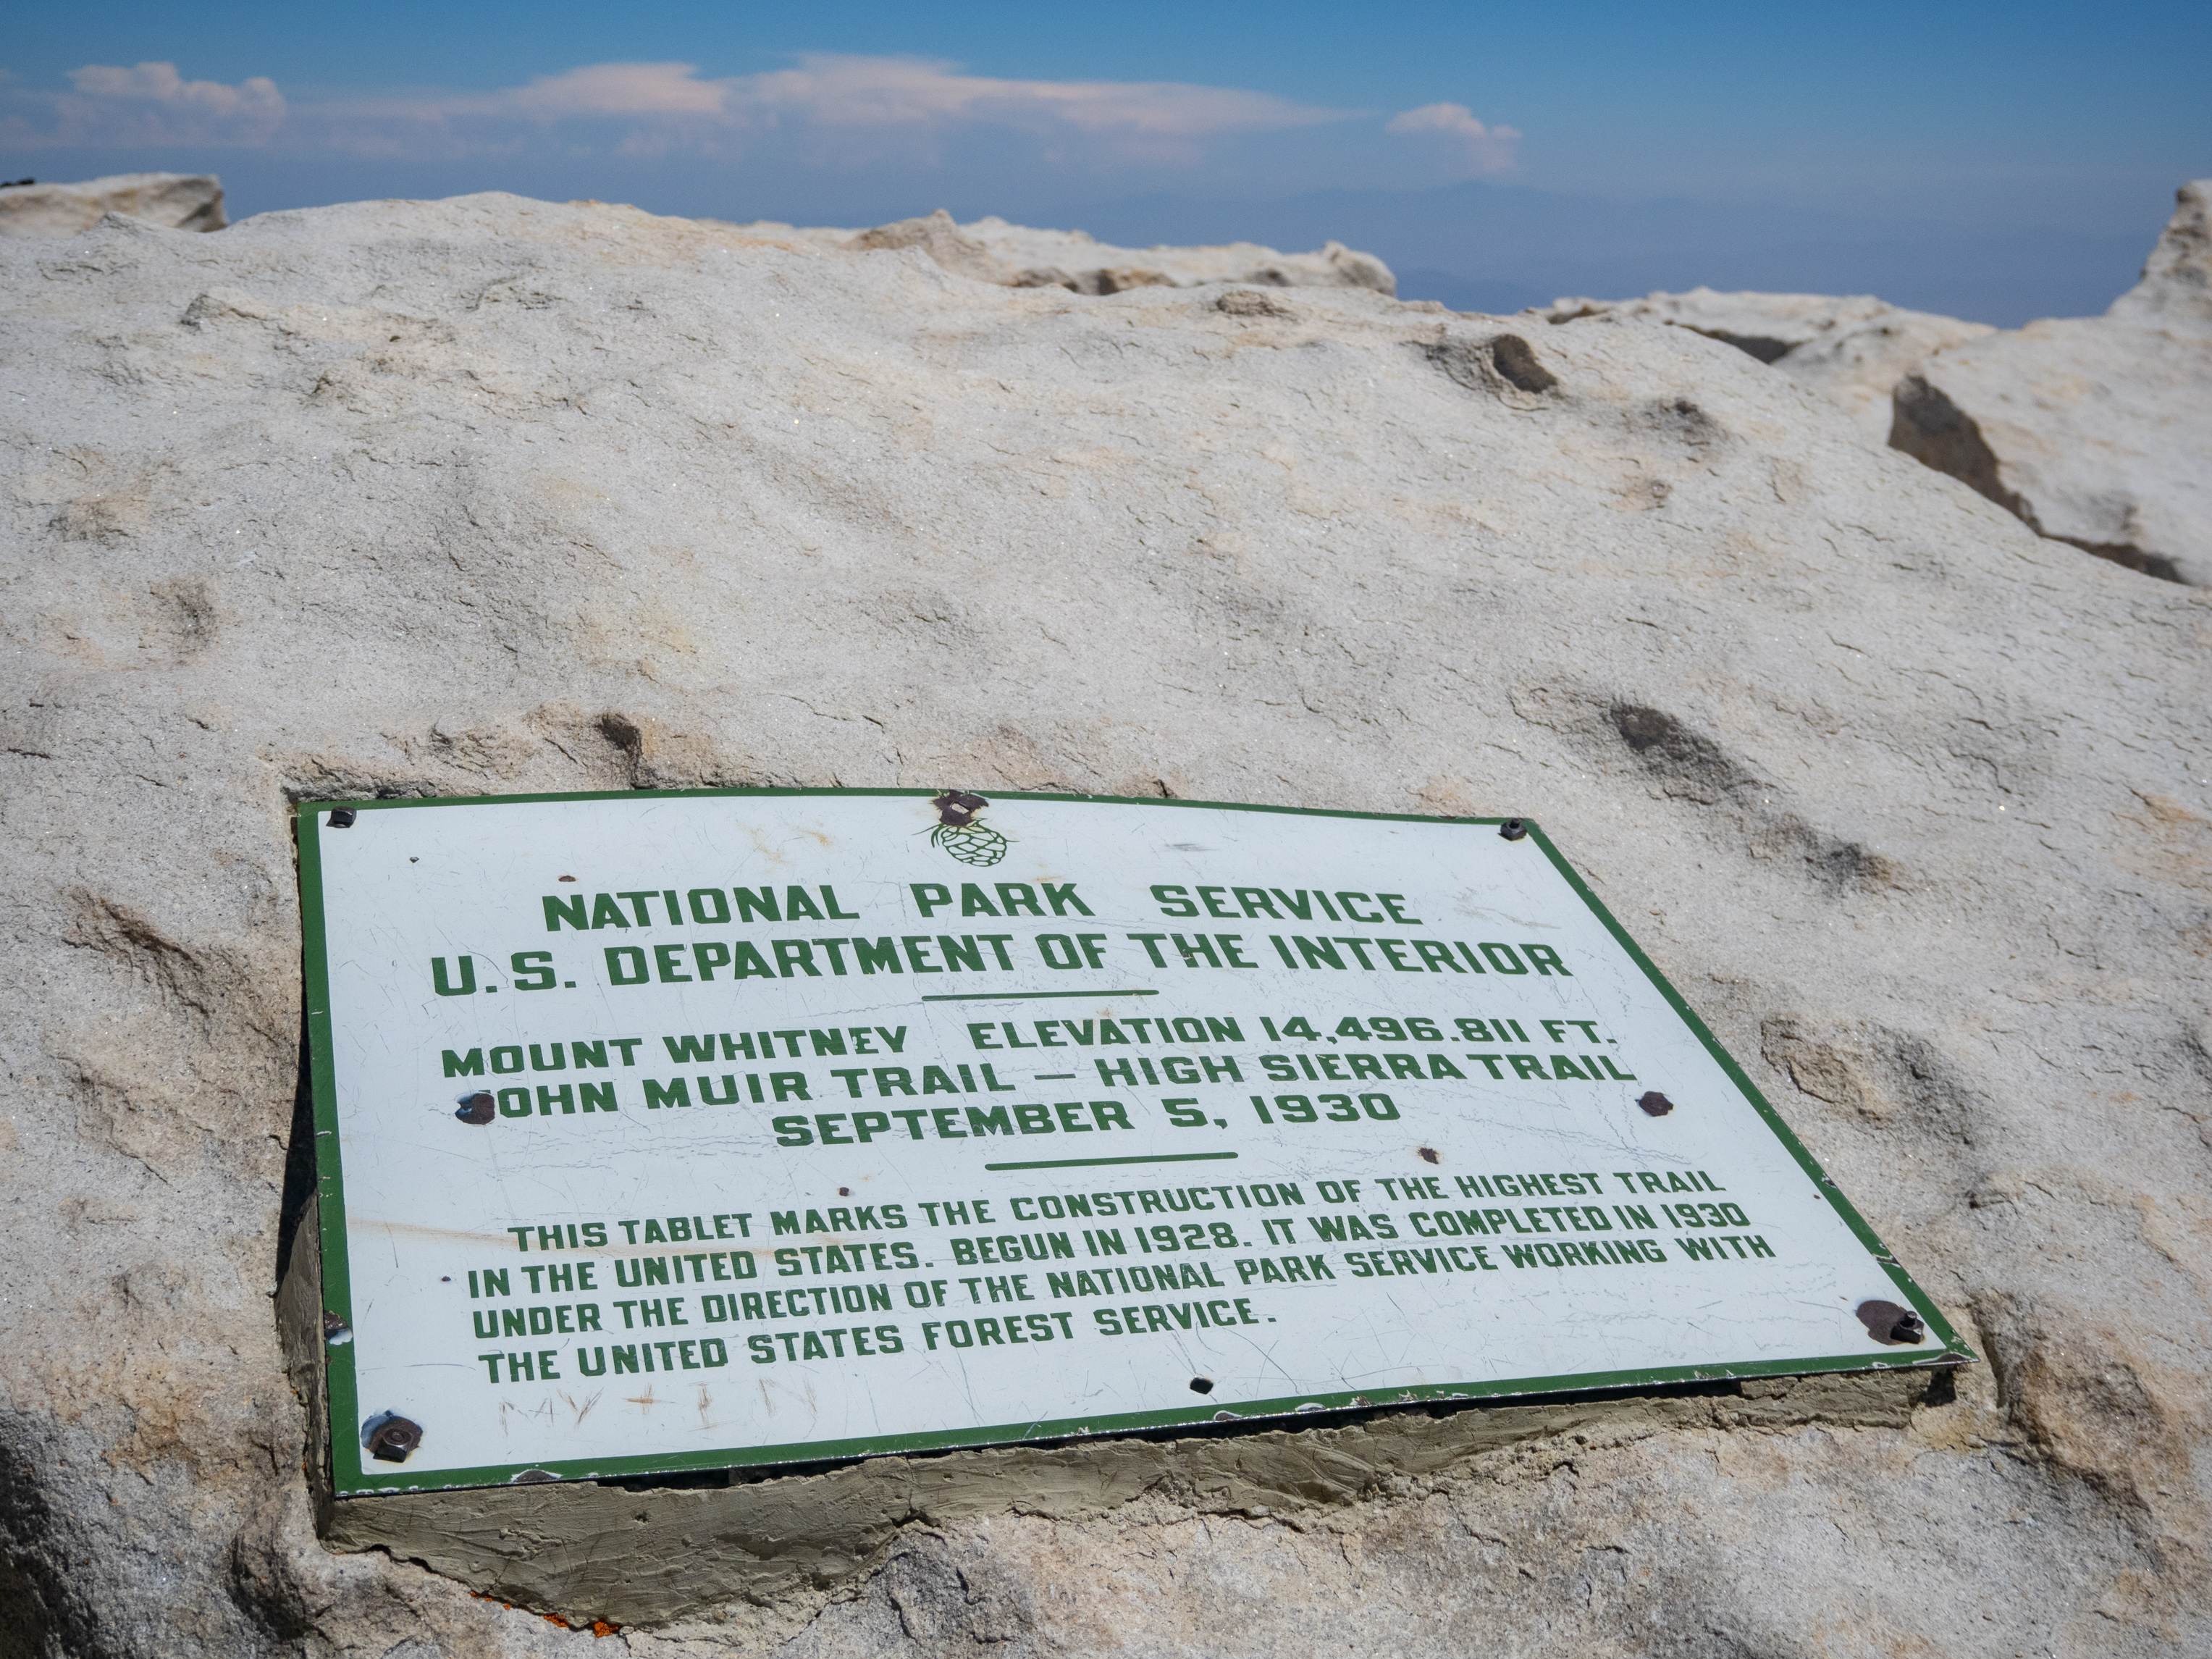 NATIONAL PARK SERVICE
U.S. DEPARTMENT OF THE INTERIOR
MOUNT WHITNEY ELEVATION 14,496.811 FT.
JOHN MUIR TRAIL — HIGH SIERRA TRAIL
SEPTEMBER 5, 1930
THIS TABLET MARKS THE CONSTRUCTION OF THE HIGHEST TRAIL
IN THE UNITED STATES. BEGUN IN 1928. IT WAS COMPLETED IN 1930
UNDER THE DIRECTION OF THE NATIONAL PARK SERVICE WORKING WITH
THE UNITED STATES FOREST SERVICE.